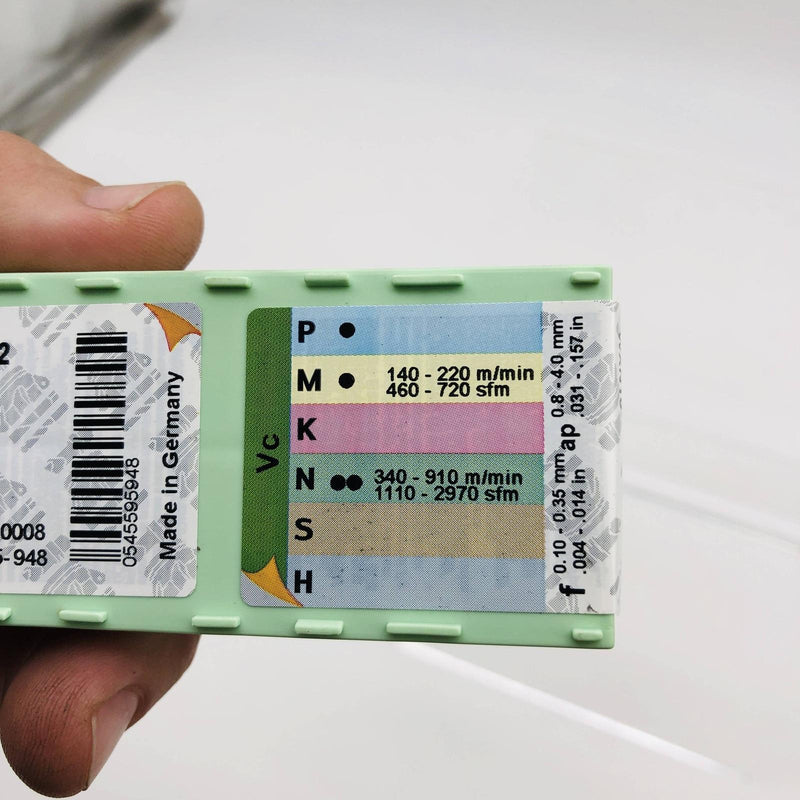 2
0545595948
Made in Germany
0008
5-948
Vc
P
M 140 - 220 m/min
460 - 720 sfm
K
N 340 - 910 m/min
1110 - 2970 sfm
S
H
f 0.10 - 0.35 mm ap 0.8 - 4.0 mm
.004 - .014 in .031 - .157 in